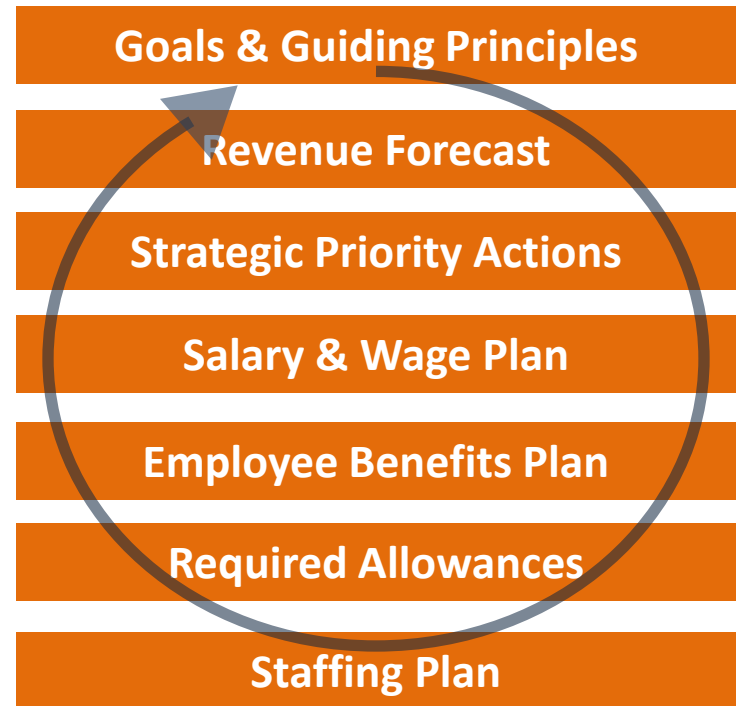 Goals & Guiding Principles
Revenue Forecast
Strategic Priority Actions
Salary & Wage Plan
Employee Benefits Plan
Required Allowances
Staffing Plan